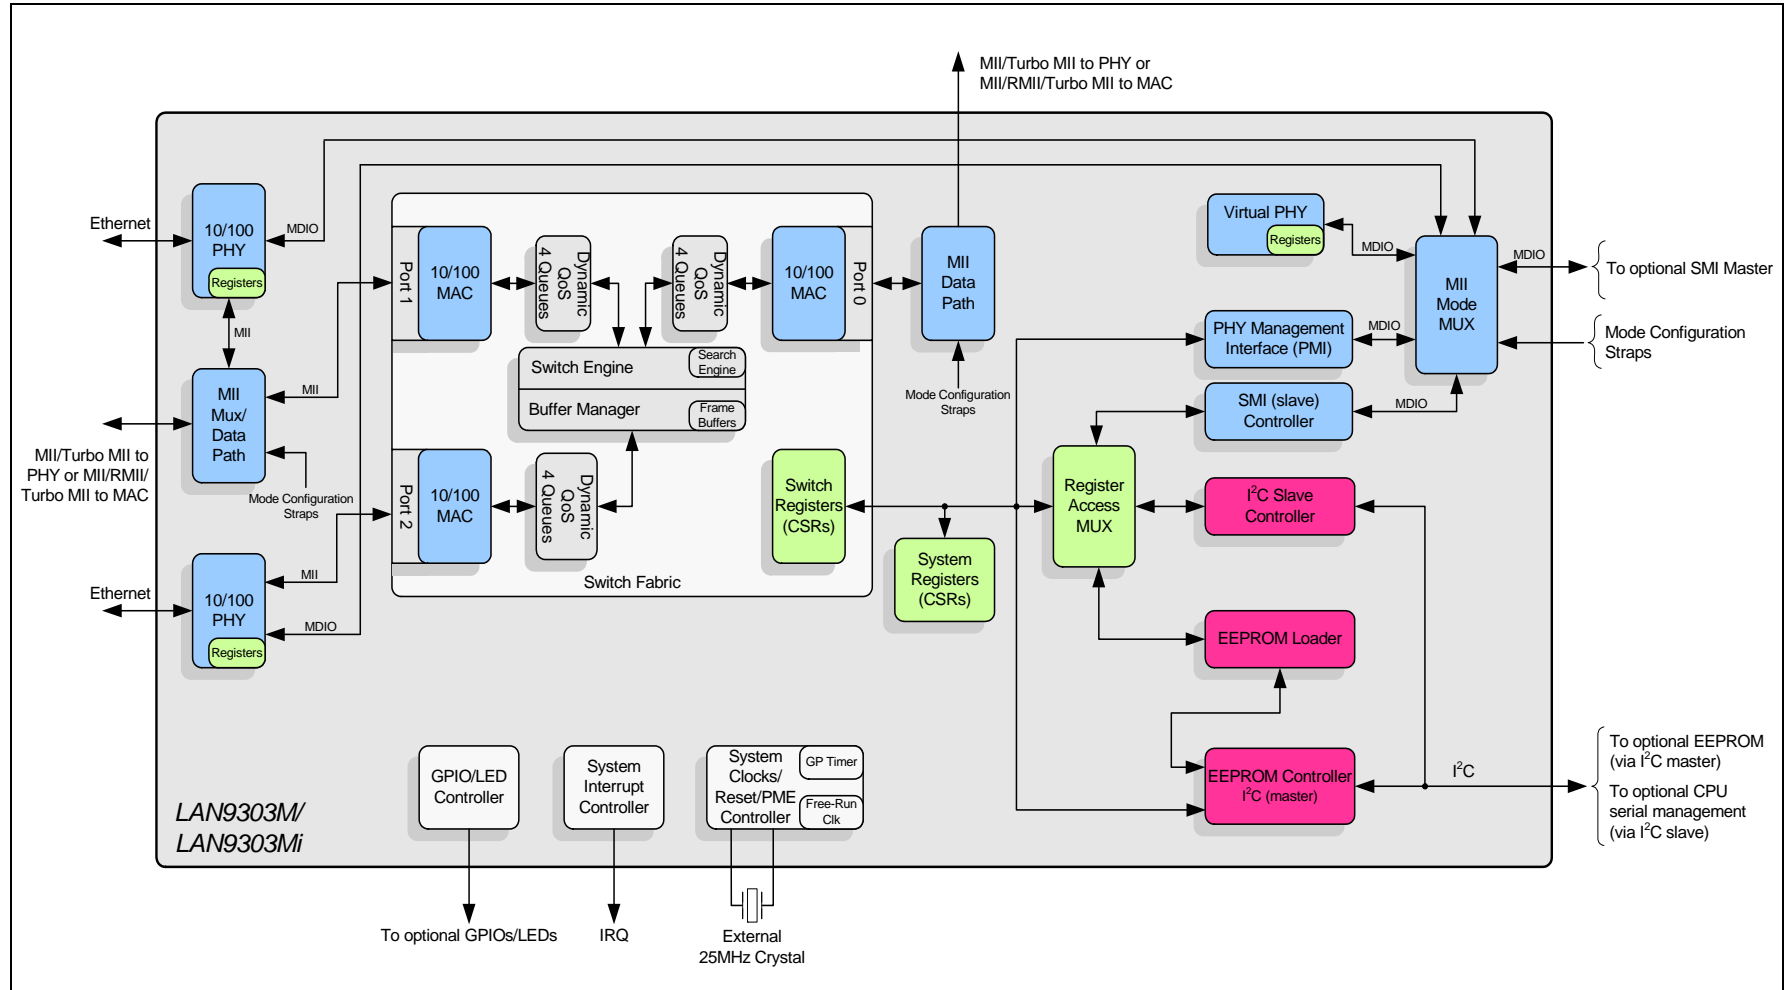 MII/Turbo MII to PHY or
MII/RMII/Turbo MII to MAC
Ethernet
10/100
PHY
Registers
MDIO
MII
MII
Mux/
Data
Path
MII
MII/Turbo MII to
PHY or MII/RMII/
Turbo MII to MAC
Mode Configuration
Straps
Ethernet
10/100
PHY
Registers
MII
MDIO
Port 1
10/100
MAC
Dynamic
QoS
4 Queues
Dynamic
QoS
4 Queues
10/100
MAC
Port 0
Switch Engine
Search
Engine
Buffer Manager
Frame
Buffers
Port 2
10/100
MAC
Dynamic
QoS
4 Queues
Switch
Registers
(CSRs)
Switch Fabric
MII
Data
Path
Mode Configuration
Straps
System
Registers
(CSRs)
Virtual PHY
Registers
MDIO
MII
Mode
MUX
MDIO
To optional SMI Master
Mode Configuration
Straps
PHY Management
Interface (PMI)
MDIO
SMI (slave)
Controller
MDIO
Register
Access
MUX
I²C Slave
Controller
EEPROM Loader
EEPROM Controller
I²C (master)
I²C
To optional EEPROM
(via I²C master)
To optional CPU
serial management
(via I²C slave)
LAN9303M/
LAN9303Mi
GPIO/LED
Controller
System
Interrupt
Controller
System
Clocks/
Reset/PME
Controller
GP Timer
Free-Run
Clk
To optional GPIOs/LEDs
IRQ
External
25MHz Crystal